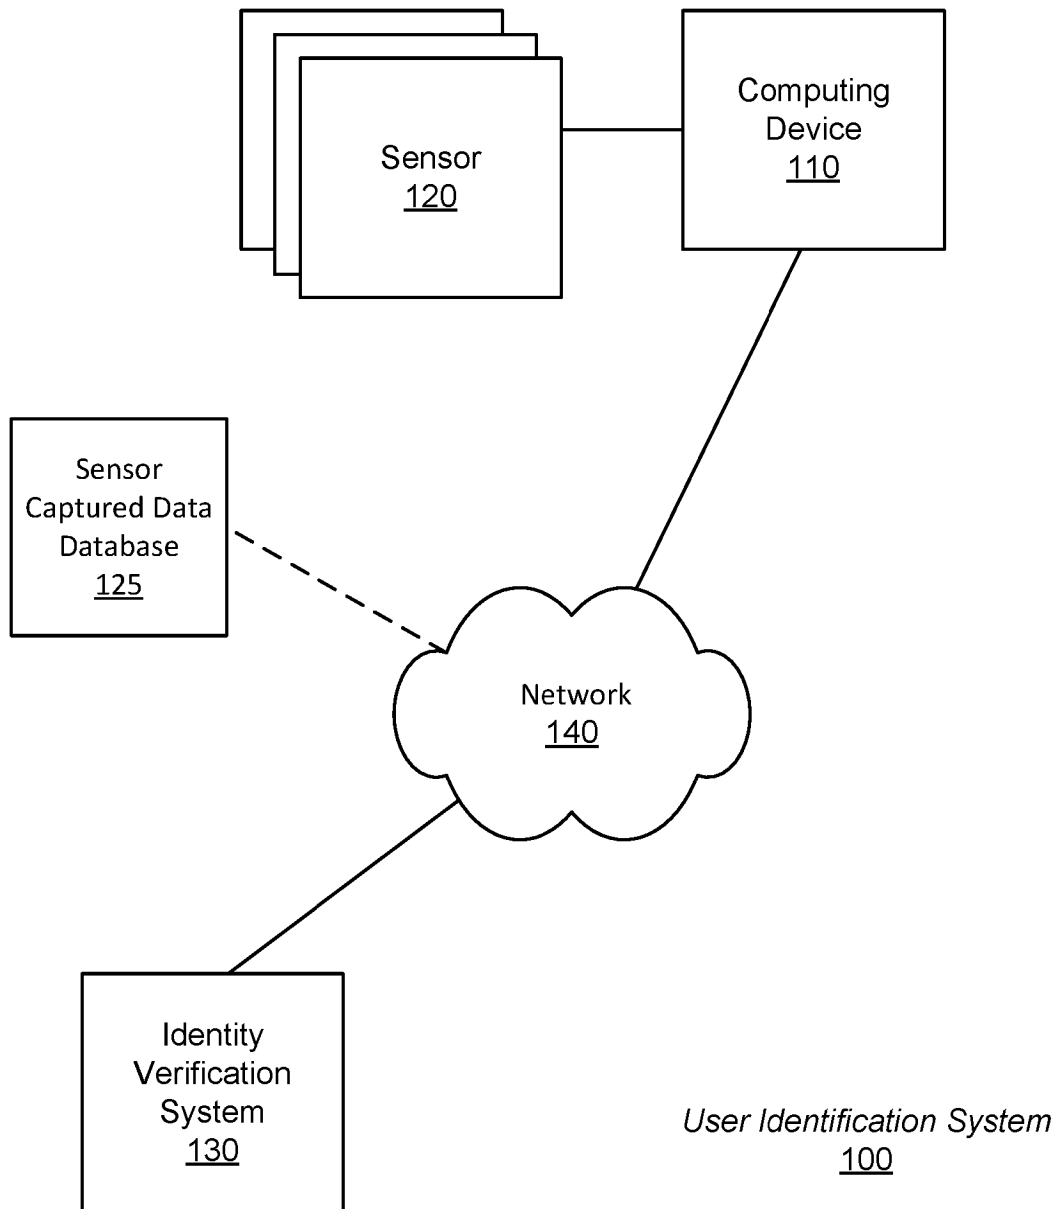 Sensor
120
Computing
Device
110
Sensor
Captured Data
Database
125
Network
140
Identity
Verification
System
130
User Identification System
100